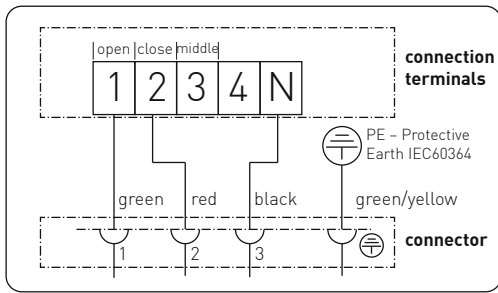 open close middle
connection
terminals
1 2 3 4 N
PE – Protective
Earth IEC60364
green red black green/yellow
connector
1 2 3